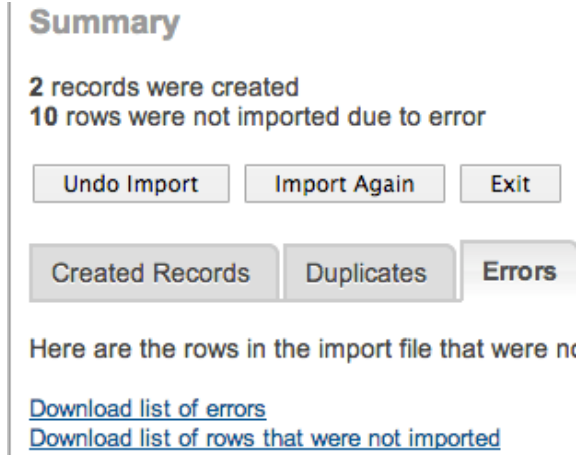 Summary
2 records were created
10 rows were not imported due to error
Undo Import Import Again Exit
Created Records Duplicates Errors
Here are the rows in the import file that were
Download list of errors
Download list of rows that were not imported